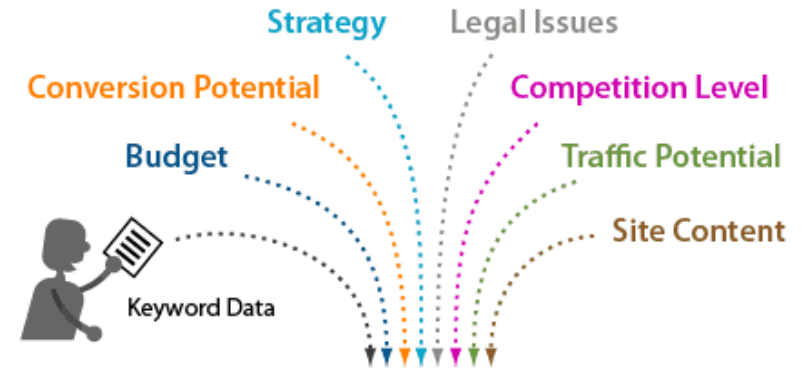 Strategy
Legal Issues
Conversion Potential
Competition Level
Budget
Traffic Potential
Site Content
Keyword Data